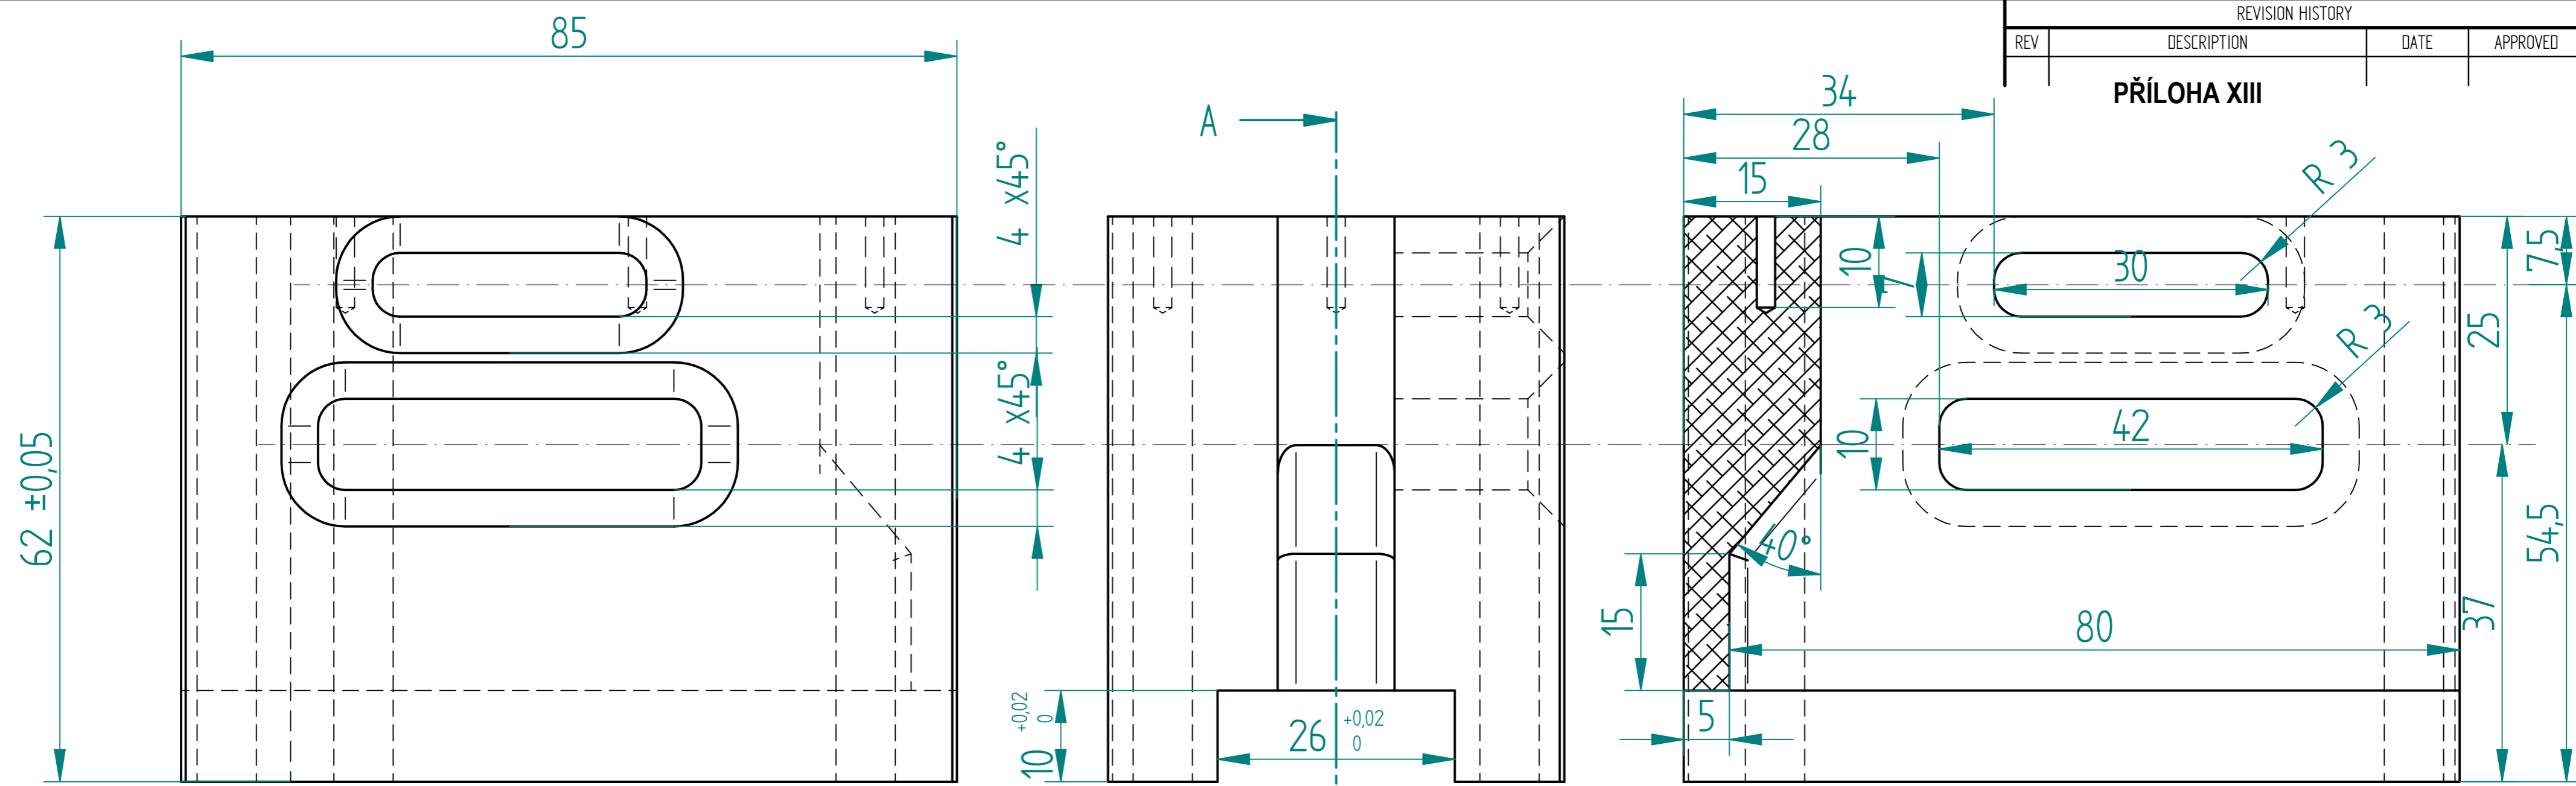 REVISION HISTORY
REV DESCRIPTION DATE APPROVED
PŘÍLOHA XIII
85
62 ±0,05
4 x45°
4 x45°
A
10 +0,02 0
26 +0,02 0
34
28
15
10
7
30
R 3
R 3
10
42
40°
15
80
5
7,5
25
54,5
37